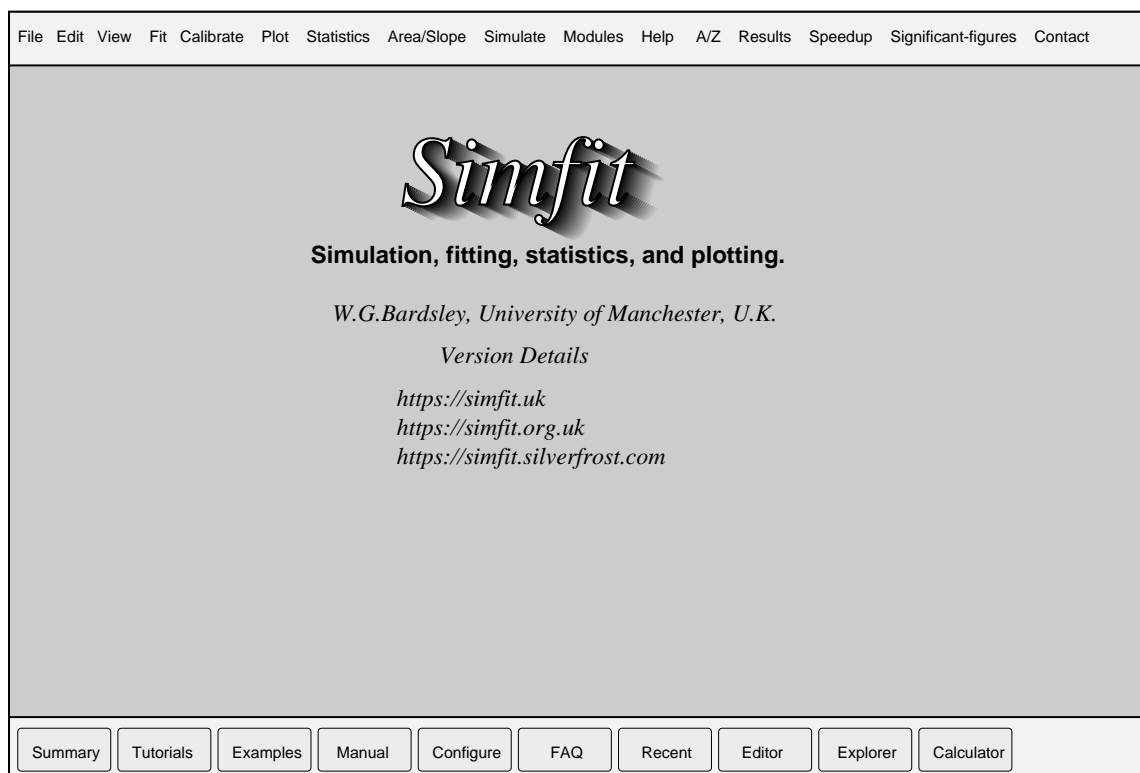 File Edit View Fit Calibrate Plot Statistics Area/Slope Simulate Modules Help A/Z Results Speedup Significant-figures Contact
Simfit
Simulation, fitting, statistics, and plotting.
W.G.Bardsley, University of Manchester, U.K.
Version Details
https://simfit.uk
https://simfit.org.uk
https://simfit.silverfrost.com
Summary Tutorials Examples Manual Configure FAQ Recent Editor Explorer Calculator